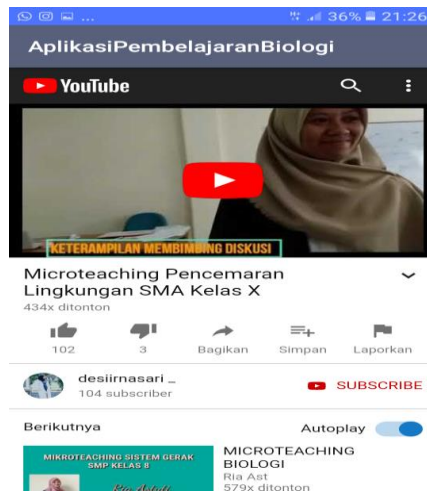 ... 36% 21:26
AplikasiPembelajaranBiologi
YouTube
KETERAMPILAN MEMBIMBING DISKUSI
Microteaching Pencemaran
Lingkungan SMA Kelas X
434x ditonton
102 3 Bagikan Simpan Laporkan
desiirnasari _
104 subscriber
SUBSCRIBE
Berikutnya Autoplay
MICROTEACHING SISTEM GERAK
SMP KELAS 8
MICROTEACHING
BIOLOGI
Ria Ast
579x ditonton